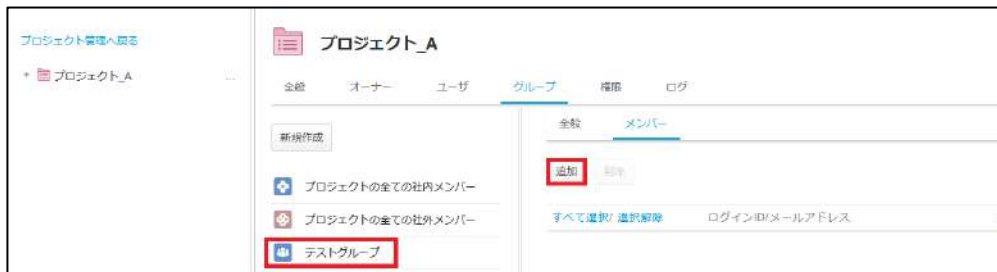 プロジェクト管理へ戻る
プロジェクト_A
...
プロジェクト_A
全般 オーナー ユーザ グループ 権限 ログ
新規作成
プロジェクトの全ての社内メンバー
プロジェクトの全ての社外メンバー
テストグループ
全般 メンバー
追加 削除
すべて選択/ 選択解除 ログインID/メールアドレス